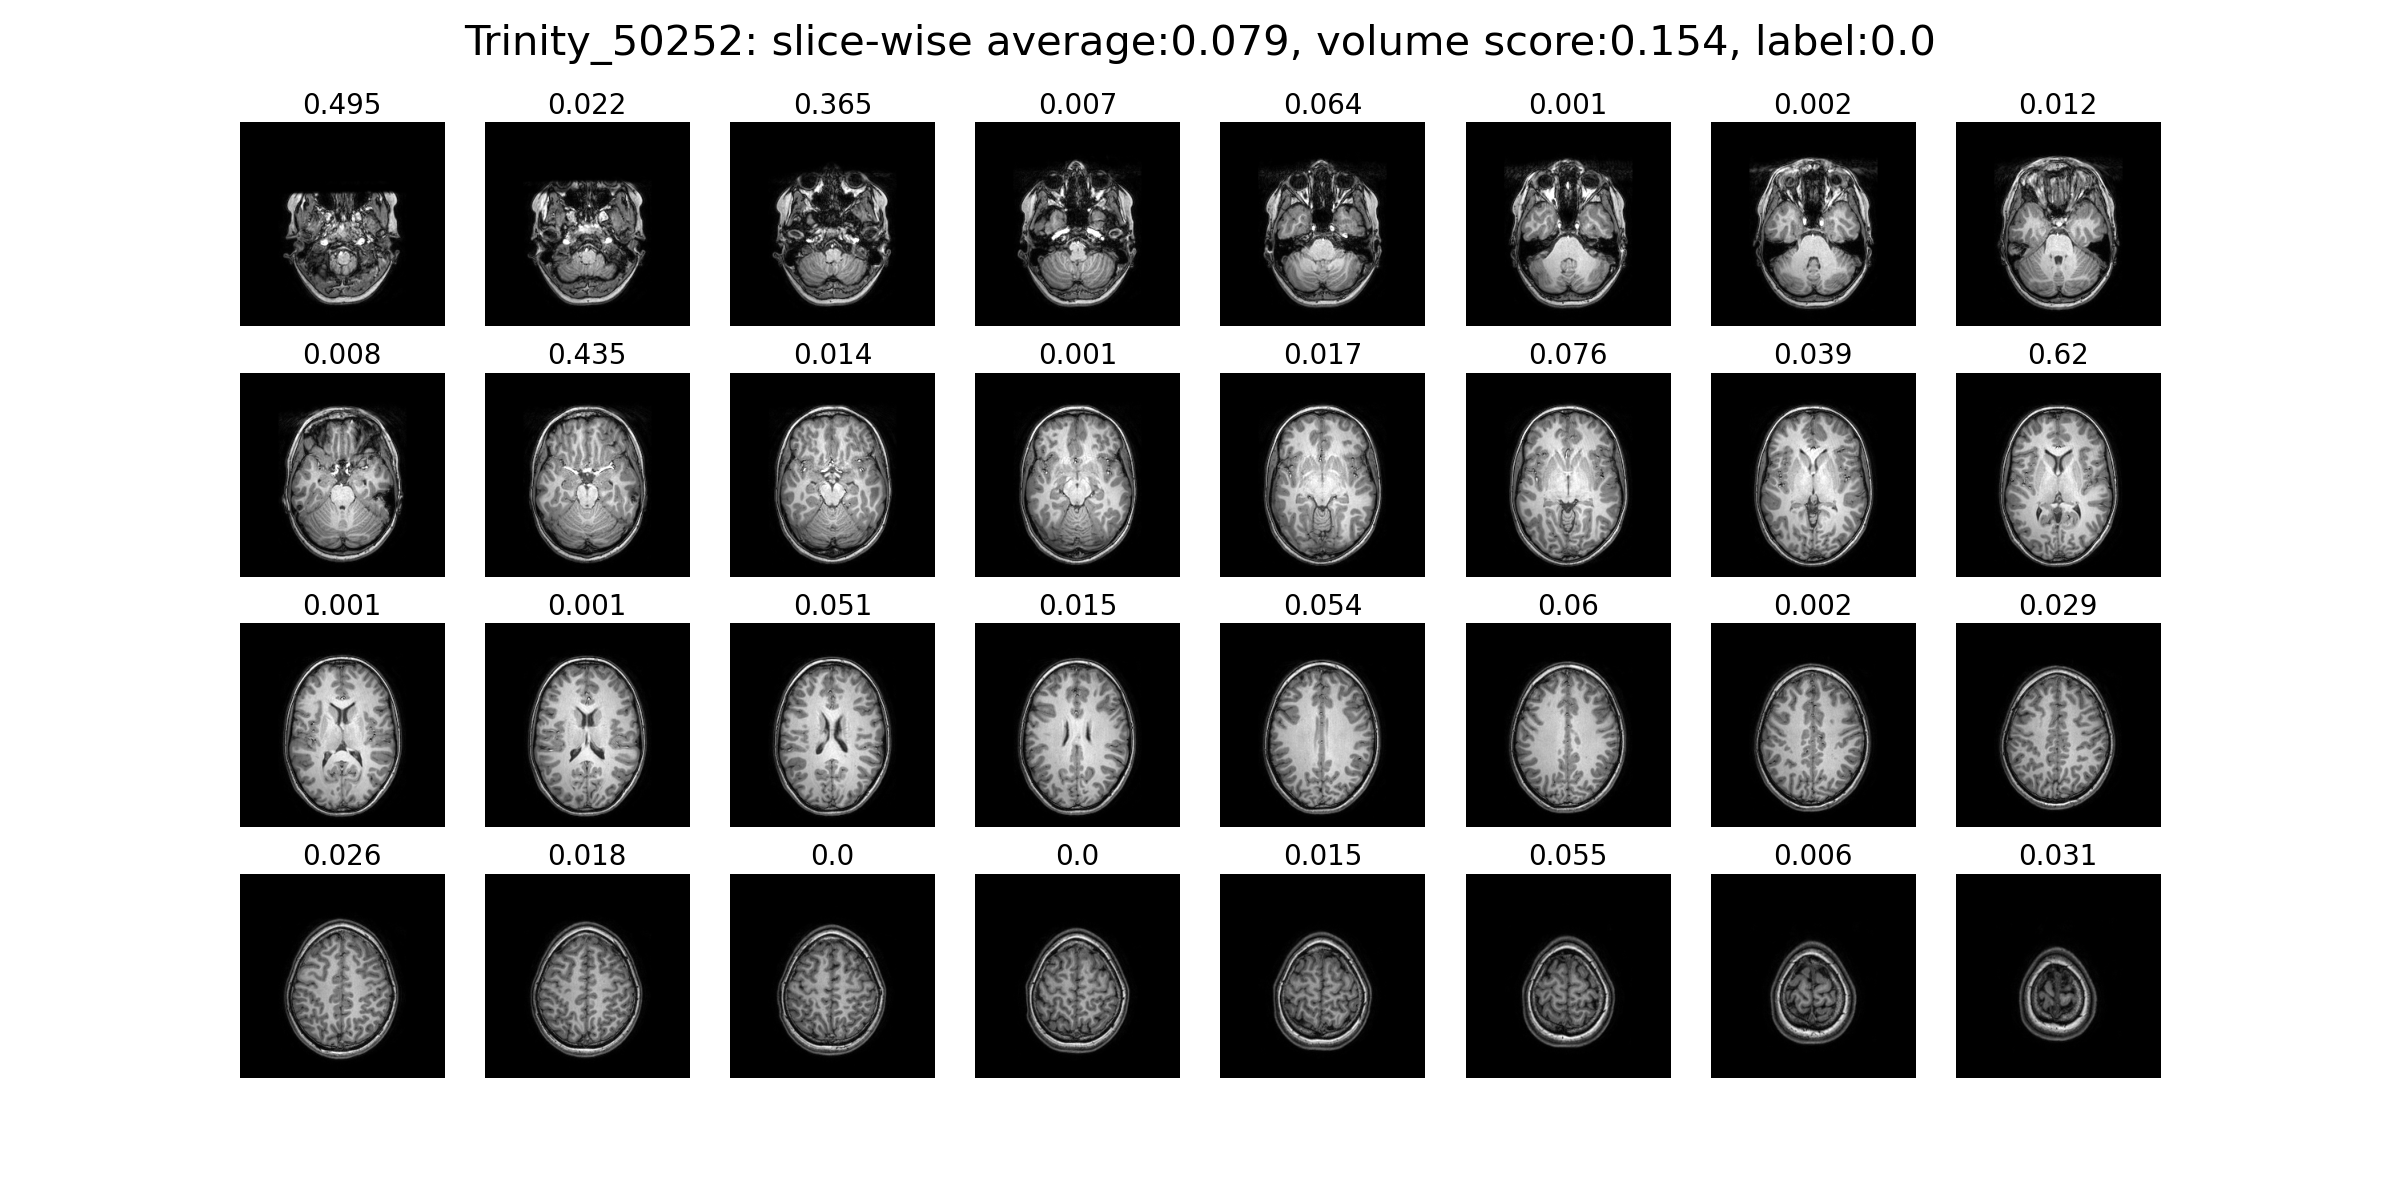 Trinity_50252: slice-wise average:0.079, volume score:0.154, label:0.0
0.495 0.022 0.365 0.007 0.064 0.001 0.002 0.012
0.008 0.435 0.014 0.001 0.017 0.076 0.039 0.62
0.001 0.001 0.051 0.015 0.054 0.06 0.002 0.029
0.026 0.018 0.0 0.0 0.015 0.055 0.006 0.031